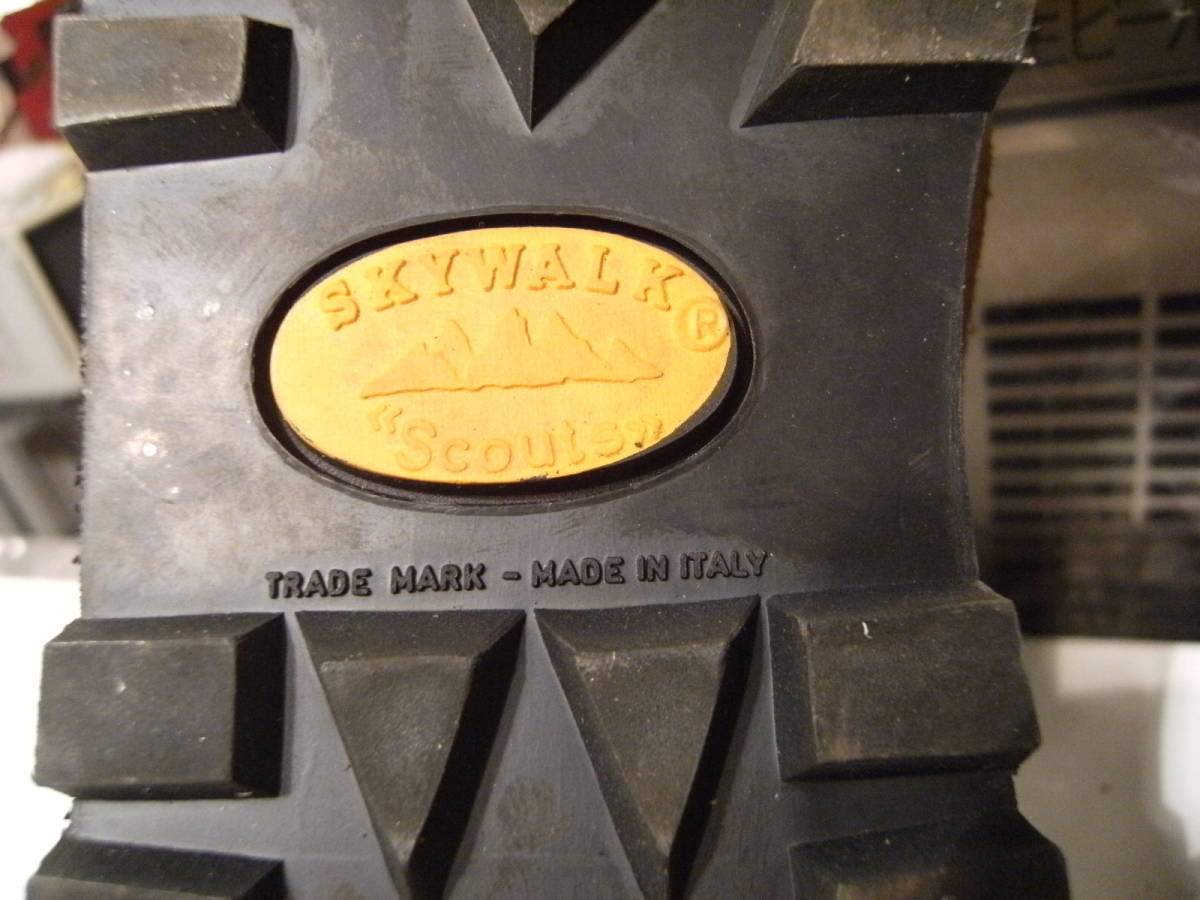 SKYWALK®
“Scouts”
TRADE MARK - MADE IN ITALY